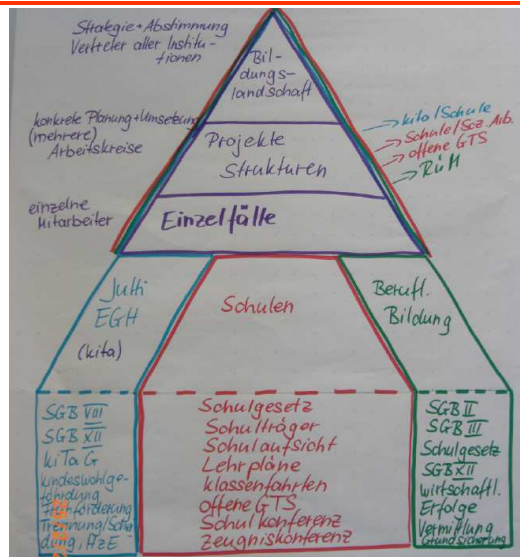 Strategie + Abstimmung
Vertreter aller Institu-
tionen
Bil-
dungs-
landschaft
konkrete Planung + Umsetzung
(mehrere)
Arbeitskreise
Projekte
Strukturen
→ Kita/Schule
→ Schule/Soz. Arb.
→ offene GTS
→ RüM
einzelne
Mitarbeiter
Einzelfälle
JuHi
EGH
(Kita)
Schulen
Berufl.
Bildung
SGB VIII
SGB XII
KiTa G
Kindeswohlge-
fährdung
Frühförderung
Trennung/Schei
dung, HzE
Schulgesetz
Schulträger
Schulaufsicht
Lehrpläne
Klassenfahrten
offene GTS
Schulkonferenz
Zeugniskonferenz
SGB II
SGB III
Schulgesetz
SGB XII
wirtschaftl.
Erfolge
Vermittlung
Grundsicherung